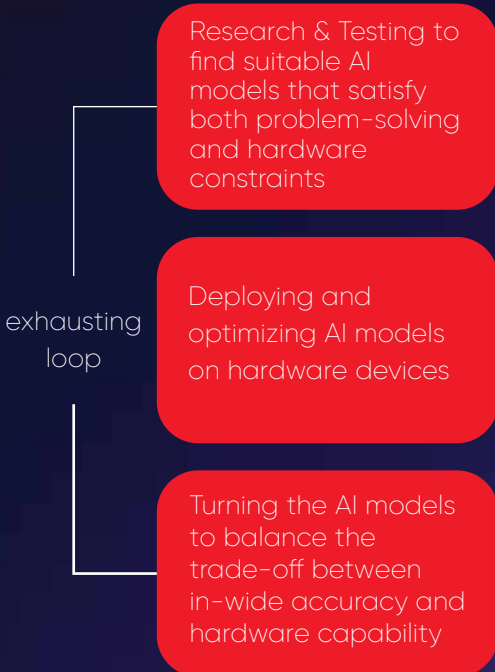 Research & Testing to
find suitable AI
models that satisfy
both problem-solving
and hardware
constraints
exhausting
loop
Deploying and
optimizing AI models
on hardware devices
Turning the AI models
to balance the
trade-off between
in-wide accuracy and
hardware capability